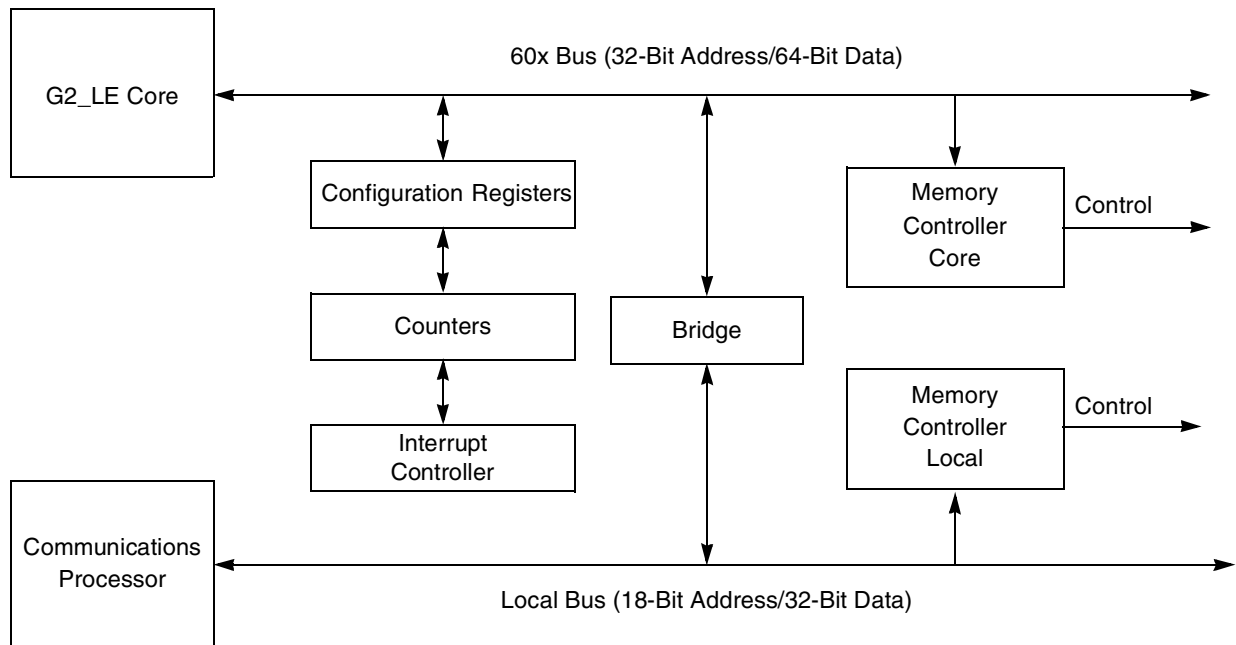 60x Bus (32-Bit Address/64-Bit Data)
G2_LE Core
Configuration Registers
Memory
Controller
Core
Control
Counters
Bridge
Memory
Controller
Local
Control
Interrupt
Controller
Communications
Processor
Local Bus (18-Bit Address/32-Bit Data)